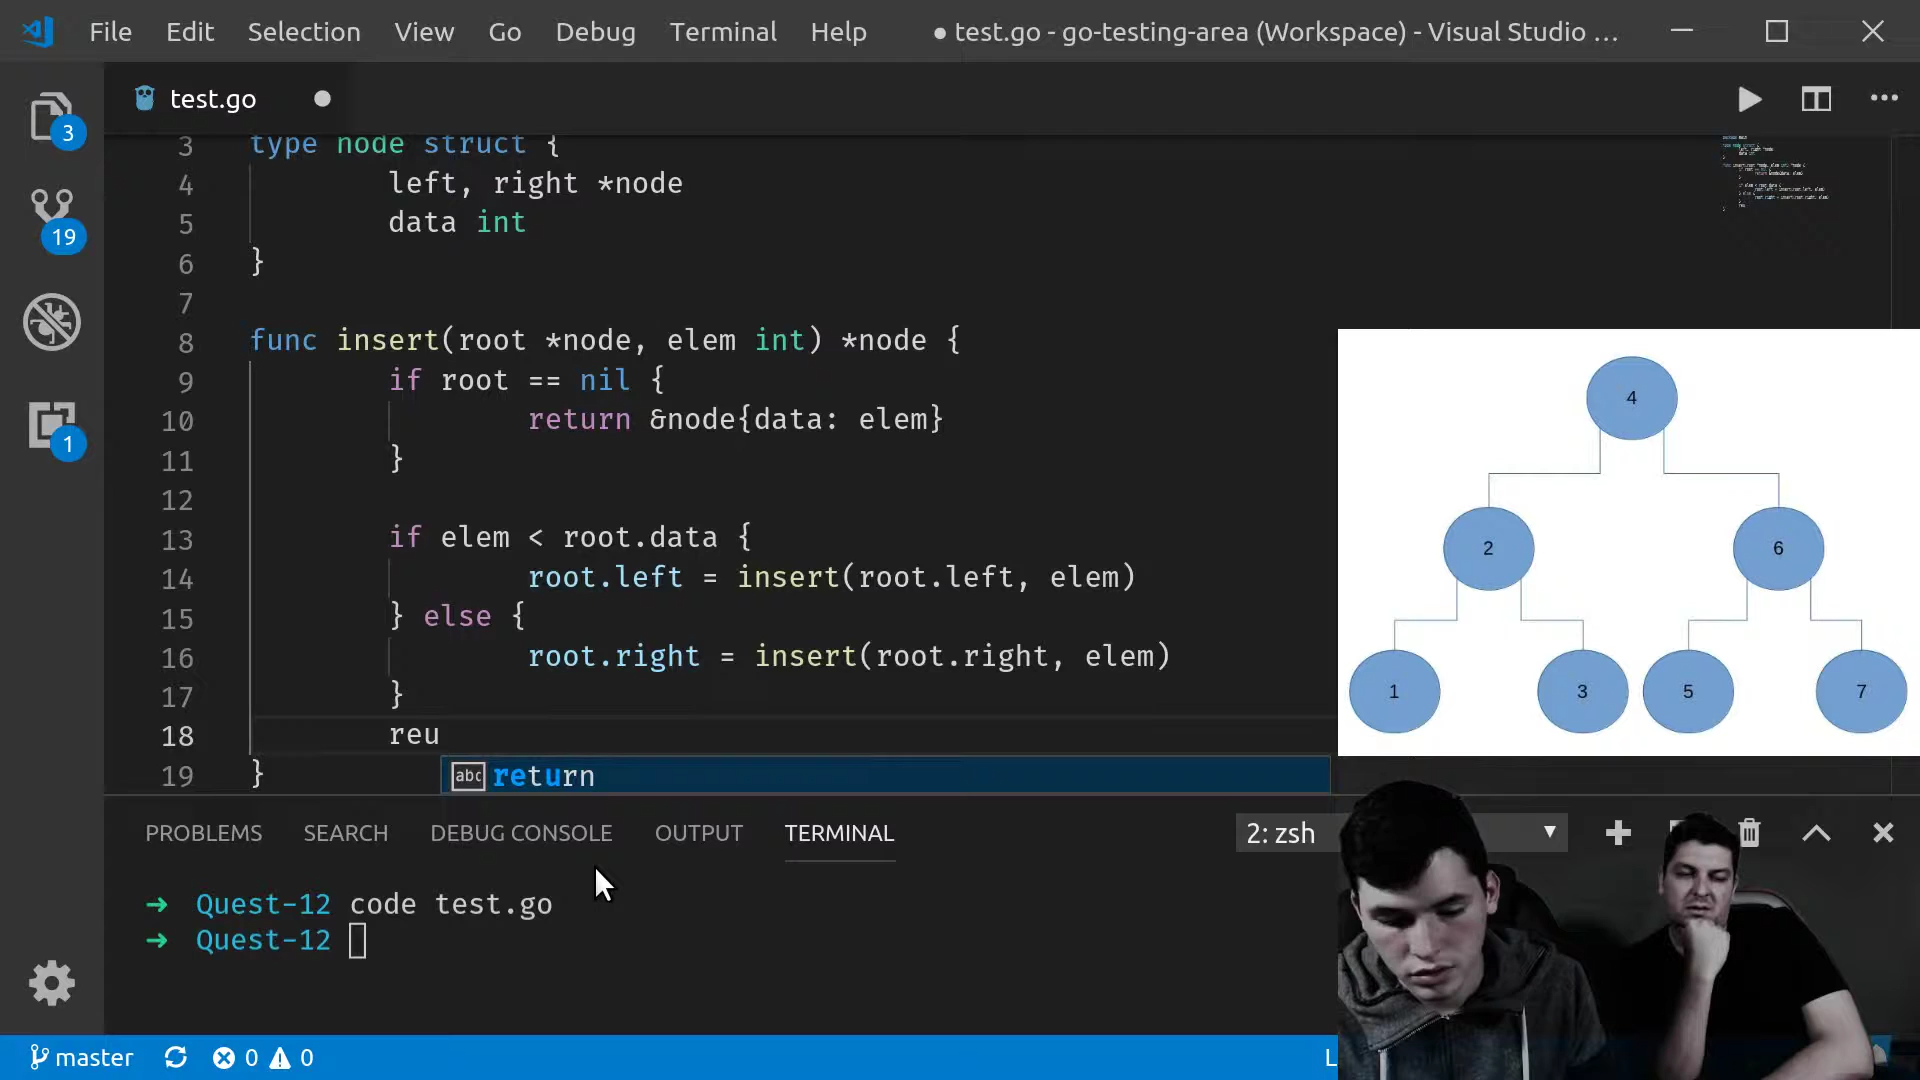 File Edit Selection View Go Debug Terminal Help
● test.go - go-testing-area (Workspace) - Visual Studio ...
test.go
3
19
1
3 type node struct {
4 left, right *node
5 data int
6 }
7
8 func insert(root *node, elem int) *node {
9 if root == nil {
10 return &node{data: elem}
11 }
12
13 if elem < root.data {
14 root.left = insert(root.left, elem)
15 } else {
16 root.right = insert(root.right, elem)
17 }
18 reu
19 }
abc return
4
2 6
1 3 5 7
PROBLEMS SEARCH DEBUG CONSOLE OUTPUT TERMINAL
2: zsh
➜ Quest-12 code test.go
➜ Quest-12
master 0 0